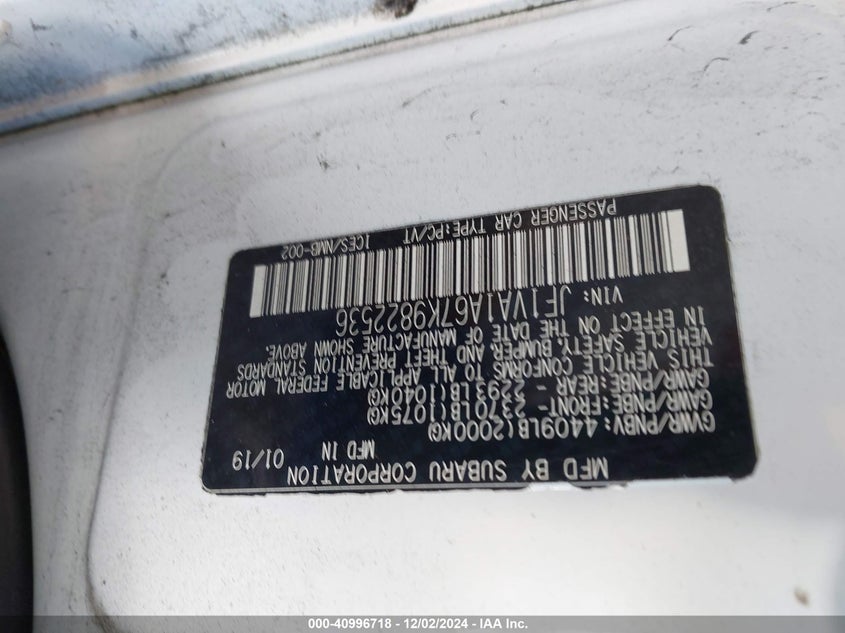 MFD BY SUBARU CORPORATION
MFD IN 01/19
GVWR/PNBV: 4409LB(2000KG)
GAWR/PNBE:FRONT- 2370LB(1075KG)
GAWR/PNBE:REAR - 2293LB(1040KG)
THIS VEHICLE CONFORMS TO ALL APPLICABLE FEDERAL MOTOR
VEHICLE SAFETY, BUMPER, AND THEFT PREVENTION STANDARDS
IN EFFECT ON THE DATE OF MANUFACTURE SHOWN ABOVE.
VIN: JF1VA1A67K9822536
PASSENGER CAR TYPE:PC/VT ICES/NMB-002
000-40996718 - 12/02/2024 - IAA Inc.